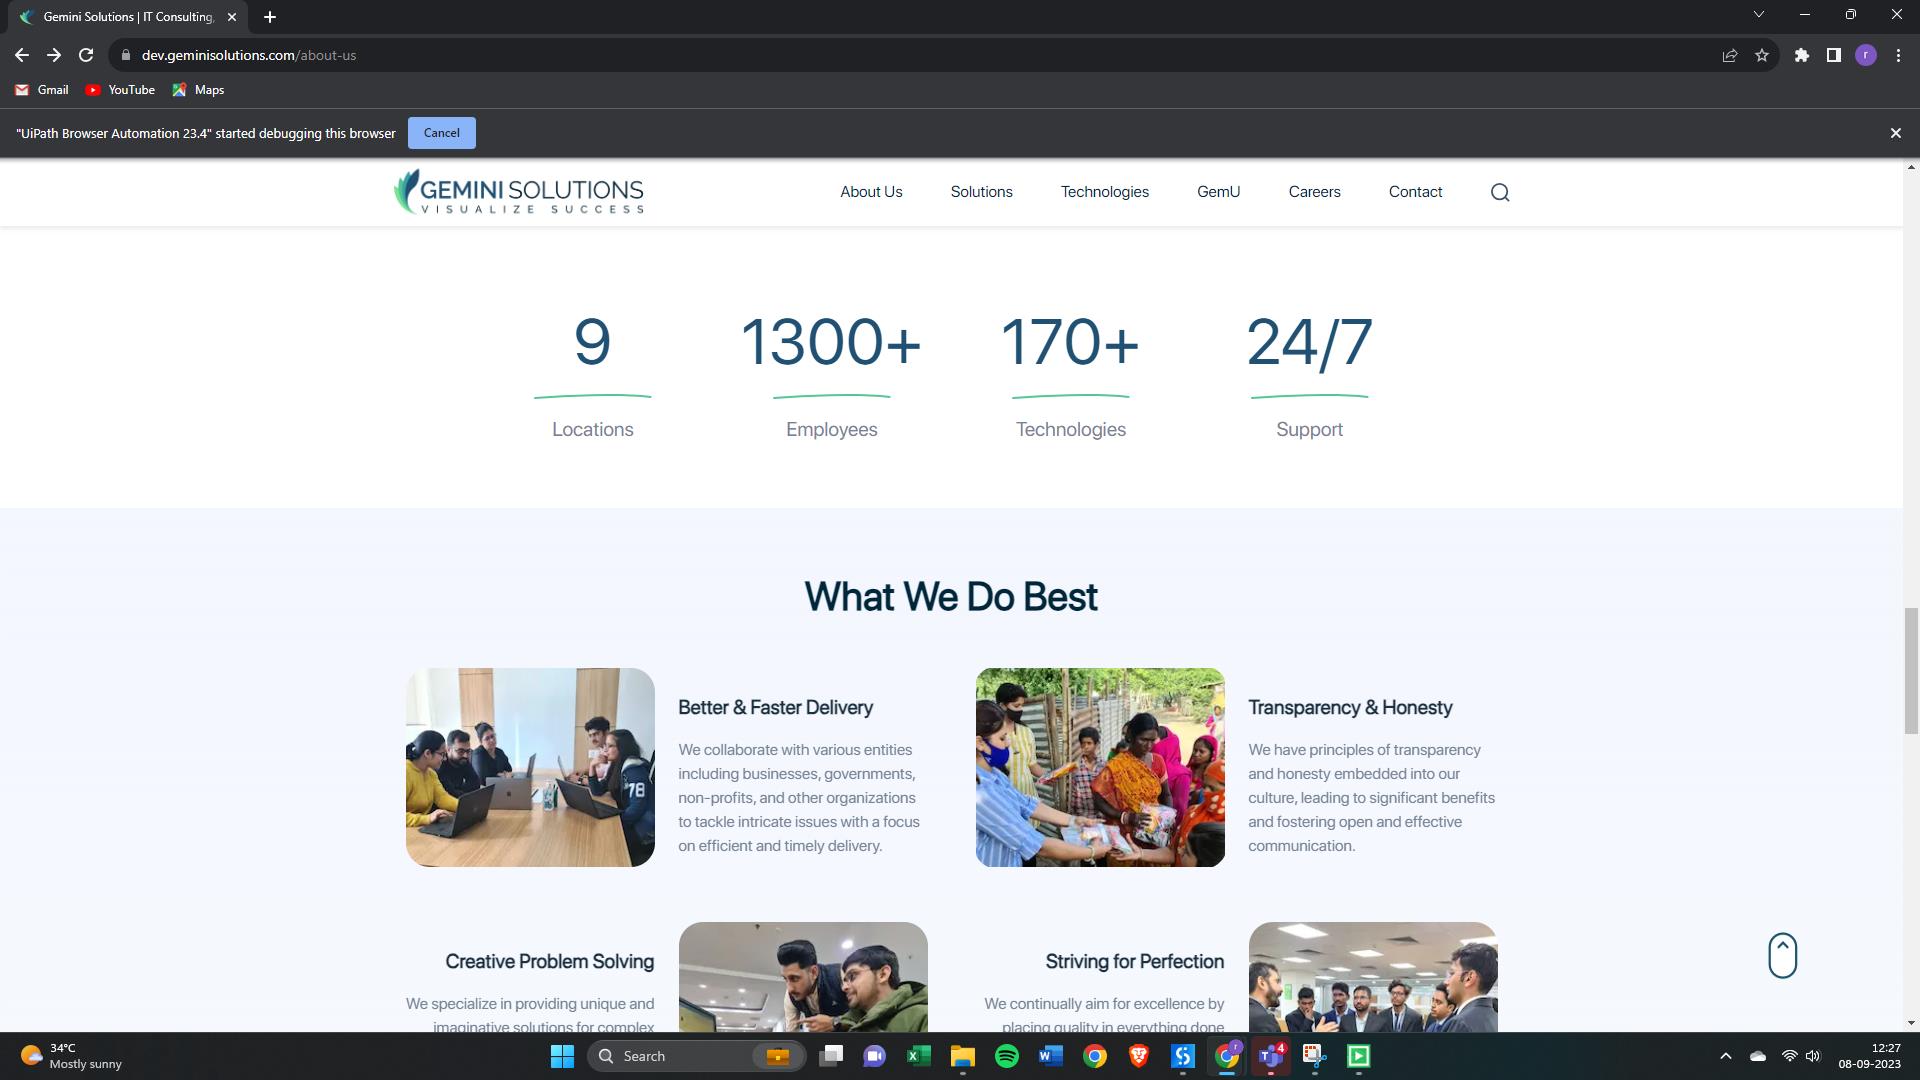 Gemini Solutions | IT Consulting,
dev.geminisolutions.com/about-us
r
Gmail
YouTube
Maps
"UiPath Browser Automation 23.4" started debugging this browser
Cancel
GEMINI SOLUTIONS
VISUALIZE SUCCESS
About Us
Solutions
Technologies
GemU
Careers
Contact
9
1300+
170+
24/7
Locations
Employees
Technologies
Support
What We Do Best
Better & Faster Delivery
We collaborate with various entities
including businesses, governments,
non-profits, and other organizations
to tackle intricate issues with a focus
on efficient and timely delivery.
78
Transparency & Honesty
We have principles of transparency
and honesty embedded into our
culture, leading to significant benefits
and fostering open and effective
communication.
Creative Problem Solving
We specialize in providing unique and
imaginative solutions for complex
Striving for Perfection
We continually aim for excellence by
placing quality in everything done
34°C
Mostly sunny
Search
4
12:27
08-09-2023